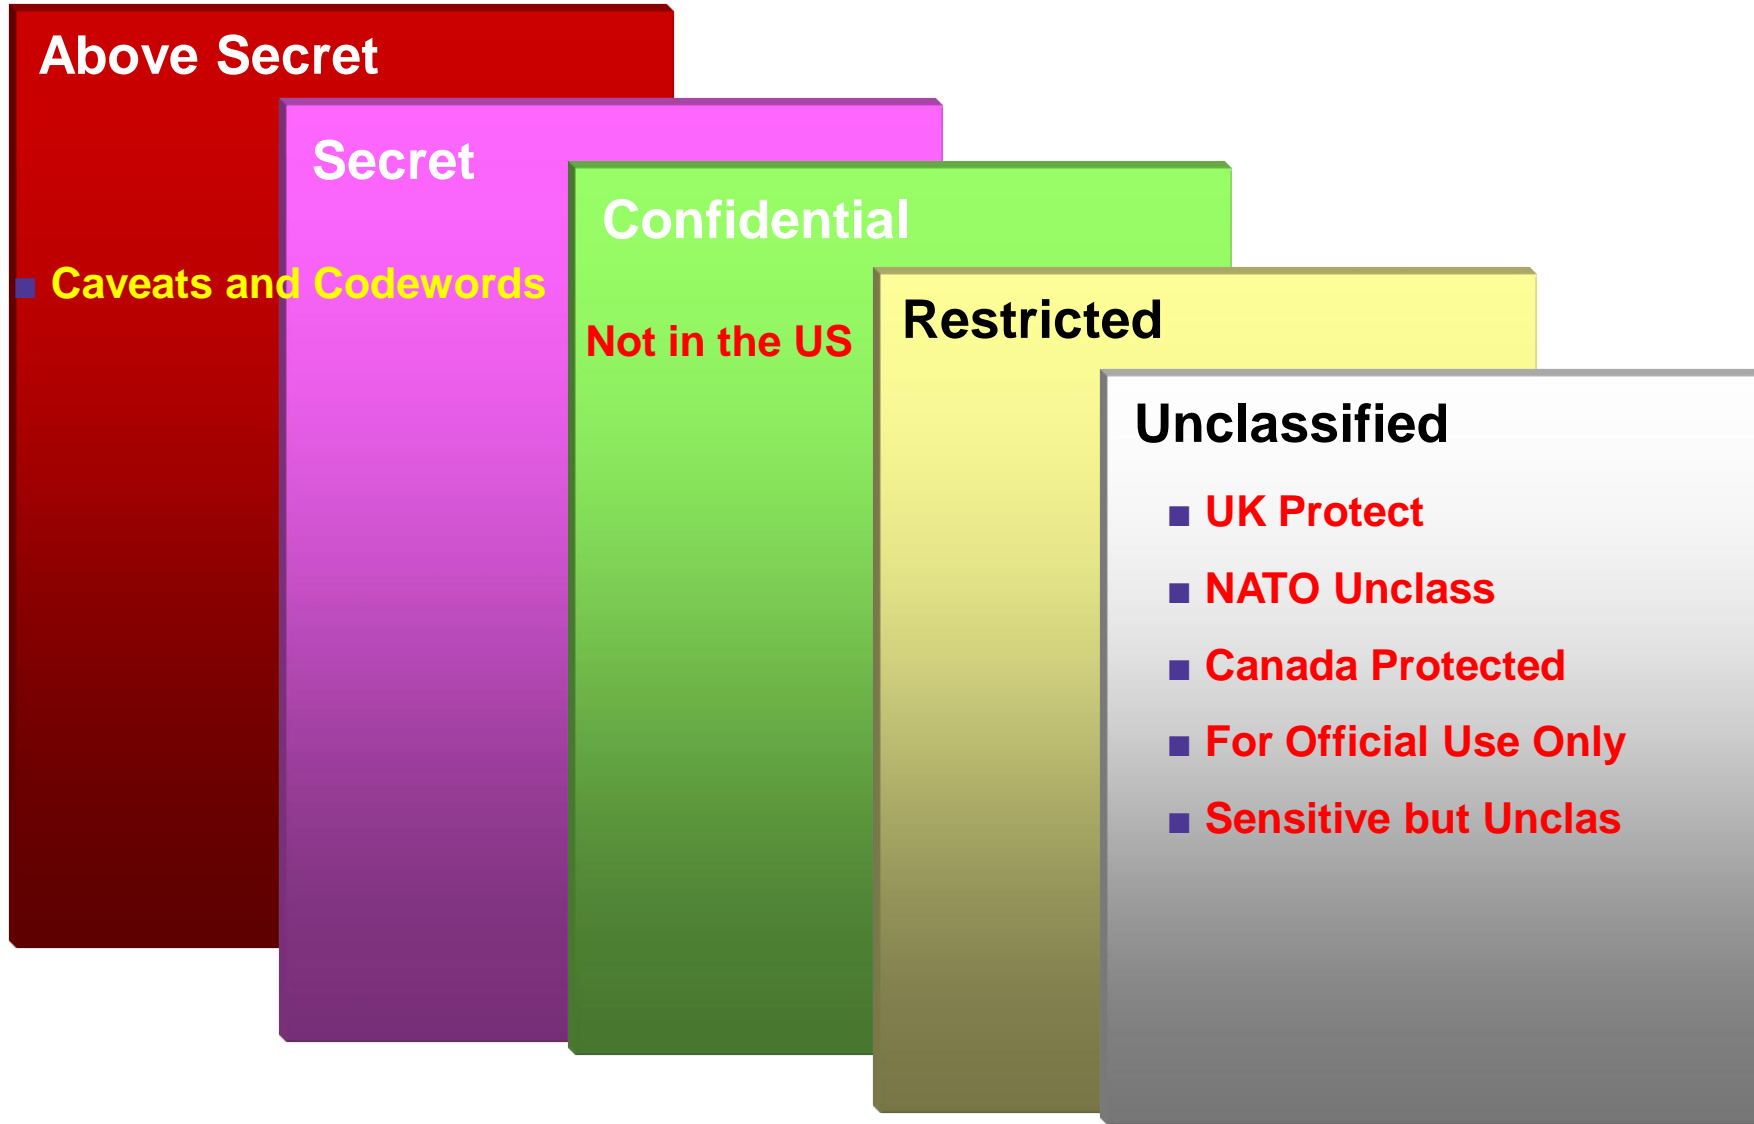 Above Secret
Secret
Confidential
■ Caveats and Codewords
Not in the US
Restricted
Unclassified
■ UK Protect
■ NATO Unclass
■ Canada Protected
■ For Official Use Only
■ Sensitive but Unclas